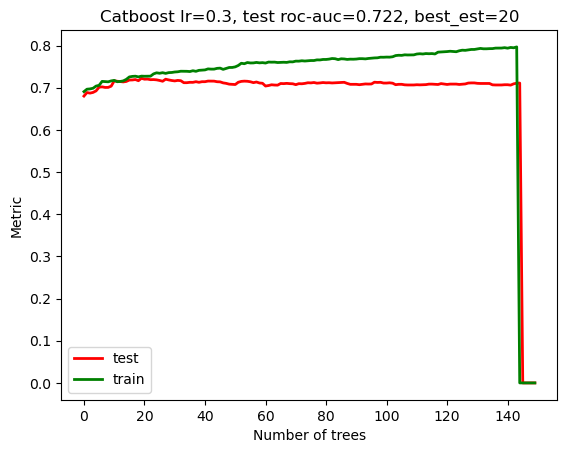 Catboost lr=0.3, test roc-auc=0.722, best_est=20
0.8
0.7
0.6
0.5
0.4
0.3
0.2
0.1
0.0
Metric
test
train
0 20 40 60 80 100 120 140
Number of trees